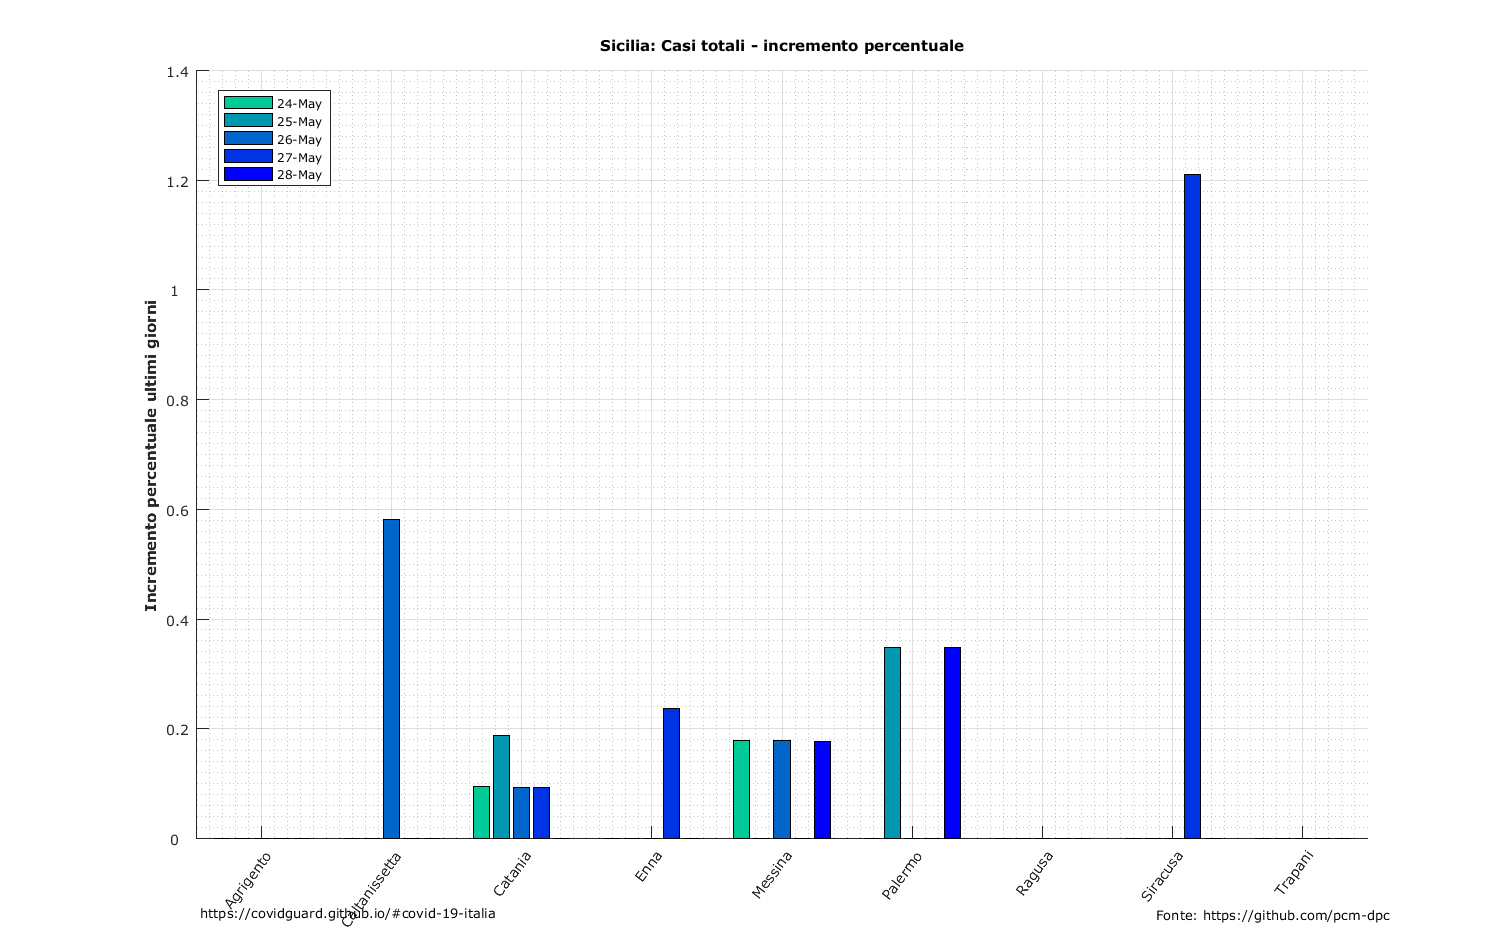 Sicilia: Casi totali - incremento percentuale
Incremento percentuale ultimi giorni
1.4
1.2
1
0.8
0.6
0.4
0.2
0
24-May
25-May
26-May
27-May
28-May
Agrigento
Caltanissetta
Catania
Enna
Messina
Palermo
Ragusa
Siracusa
Trapani
https://covidguard.github.io/#covid-19-italia
Fonte: https://github.com/pcm-dpc